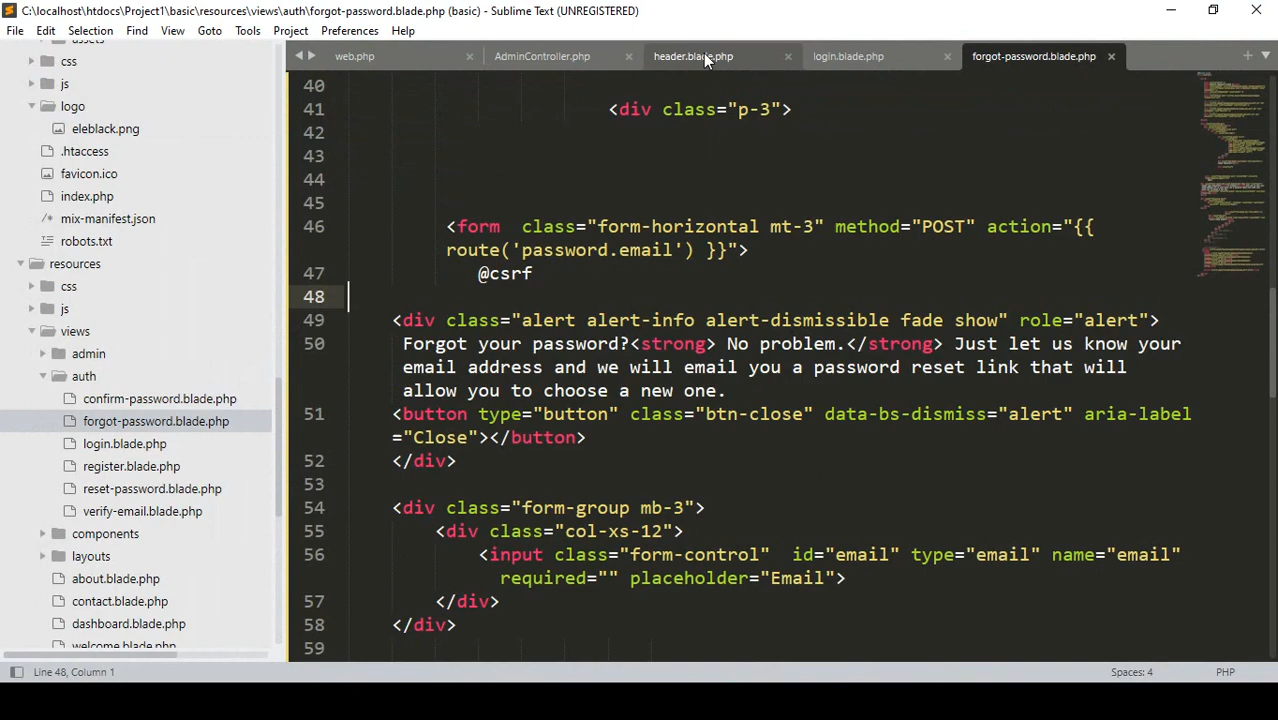 C:\localhost\htdocs\Project1\basic\resources\views\auth\forgot-password.blade.php (basic) - Sublime Text (UNREGISTERED)
File Edit Selection Find View Goto Tools Project Preferences Help
web.php AdminController.php header.blade.php login.blade.php forgot-password.blade.php
assets
css
js
logo
eleblack.png
.htaccess
favicon.ico
index.php
mix-manifest.json
robots.txt
resources
css
js
views
admin
auth
confirm-password.blade.php
forgot-password.blade.php
login.blade.php
register.blade.php
reset-password.blade.php
verify-email.blade.php
components
layouts
about.blade.php
contact.blade.php
dashboard.blade.php
welcome.blade.php
40
41 <div class="p-3">
42
43
44
45
46 <form class="form-horizontal mt-3" method="POST" action="{{
route('password.email') }}">
47 @csrf
48
49 <div class="alert alert-info alert-dismissible fade show" role="alert">
50 Forgot your password?<strong> No problem.</strong> Just let us know your
email address and we will email you a password reset link that will
allow you to choose a new one.
51 <button type="button" class="btn-close" data-bs-dismiss="alert" aria-label
="Close"></button>
52 </div>
53
54 <div class="form-group mb-3">
55 <div class="col-xs-12">
56 <input class="form-control" id="email" type="email" name="email"
required="" placeholder="Email">
57 </div>
58 </div>
59
Line 48, Column 1 Spaces: 4 PHP